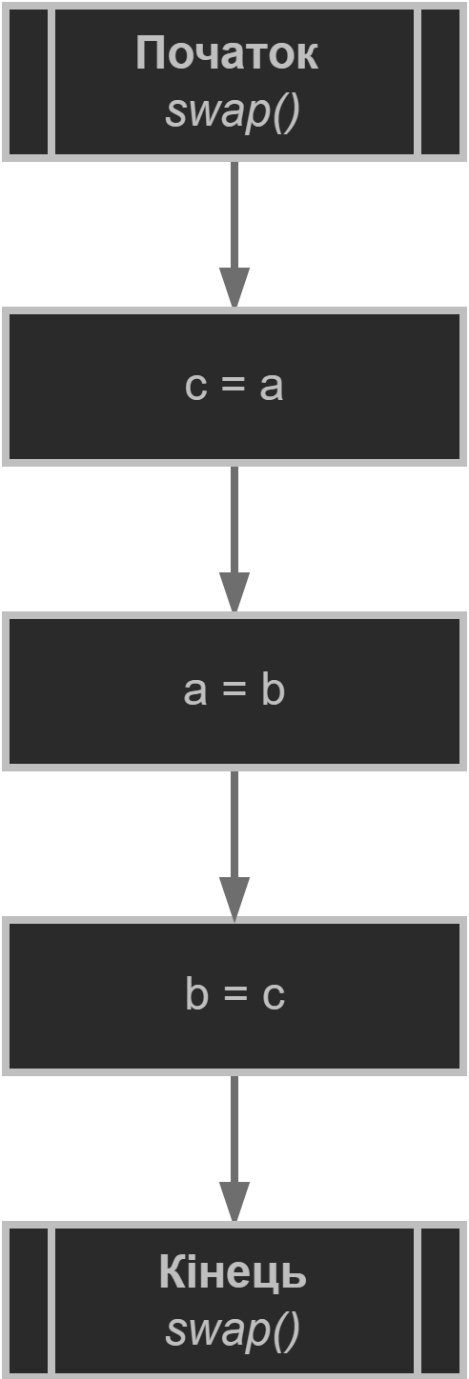 Початок
swap()
c = a
a = b
b = c
Кінець
swap()